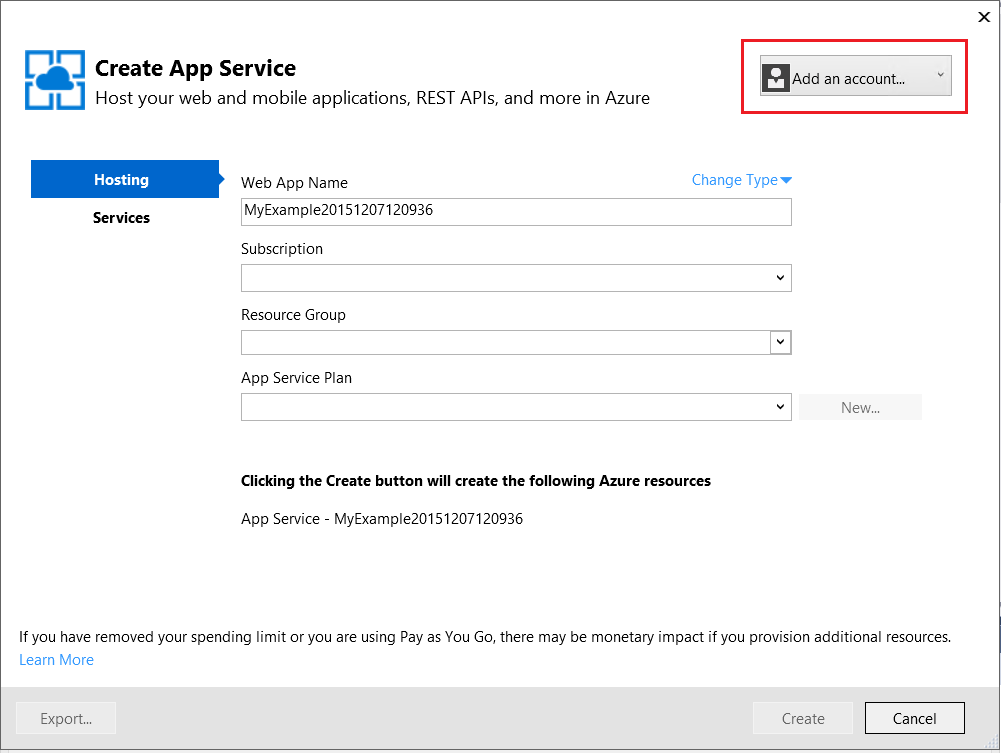 Create App Service
Host your web and mobile applications, REST APIs, and more in Azure
Add an account...
Hosting
Services
Web App Name
Change Type
MyExample20151207120936
Subscription
Resource Group
App Service Plan
New...
Clicking the Create button will create the following Azure resources
App Service - MyExample20151207120936
If you have removed your spending limit or you are using Pay as You Go, there may be monetary impact if you provision additional resources.
Learn More
Export...
Create
Cancel